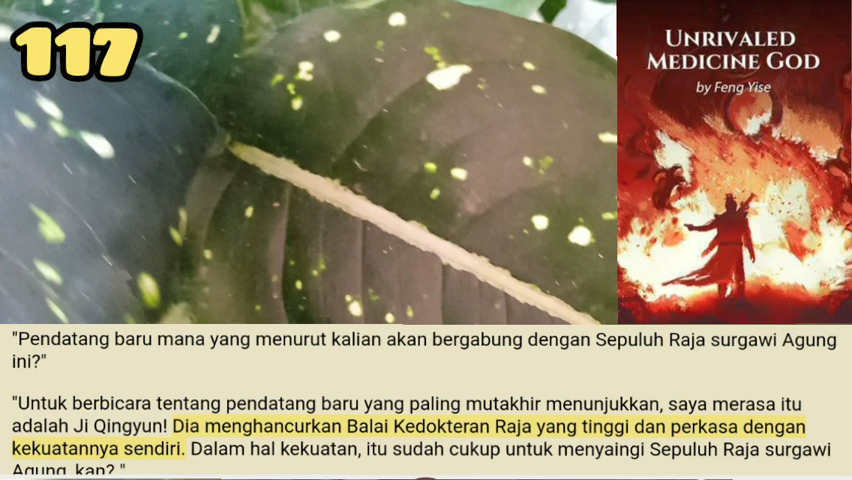 117
UNRIVALED
MEDICINE GOD
by Feng Yise
"Pendatang baru mana yang menurut kalian akan bergabung dengan Sepuluh Raja surgawi Agung
ini?"
"Untuk berbicara tentang pendatang baru yang paling mutakhir menunjukkan, saya merasa itu
adalah Ji Qingyun! Dia menghancurkan Balai Kedokteran Raja yang tinggi dan perkasa dengan
kekuatannya sendiri. Dalam hal kekuatan, itu sudah cukup untuk menyaingi Sepuluh Raja surgawi
Agung, kan? "